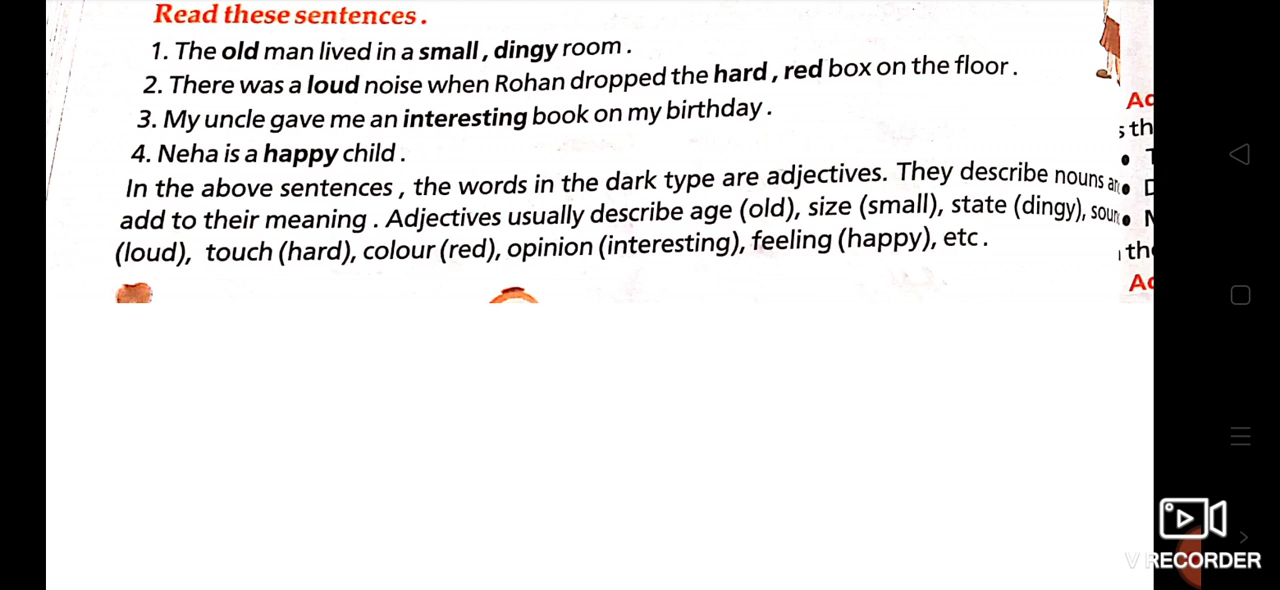 Read these sentences.
1. The old man lived in a small, dingy room.
2. There was a loud noise when Rohan dropped the hard, red box on the floor.
3. My uncle gave me an interesting book on my birthday.
4. Neha is a happy child.
In the above sentences, the words in the dark type are adjectives. They describe nouns
add to their meaning. Adjectives usually describe age (old), size (small), state (dingy),
(loud), touch (hard), colour (red), opinion (interesting), feeling (happy), etc.
V RECORDER